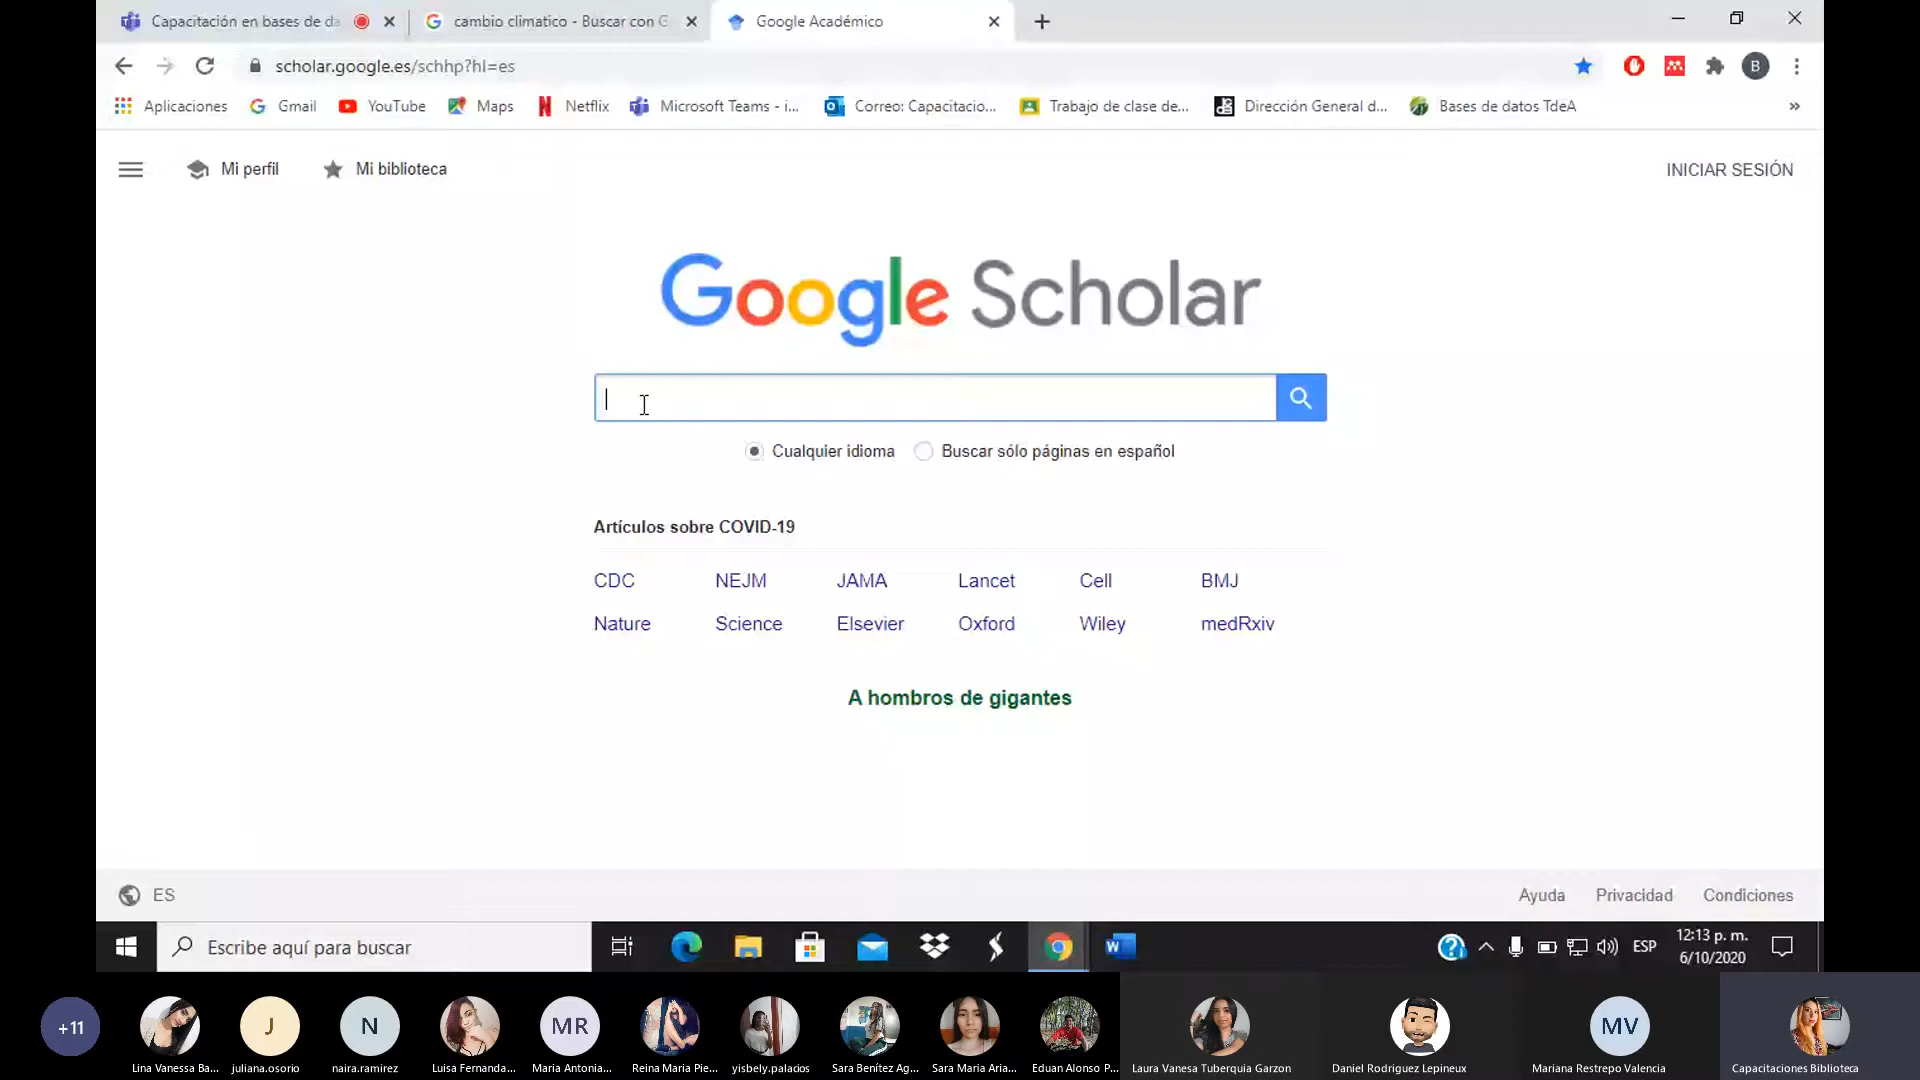 Capacitación en bases de da
cambio climatico - Buscar con G
Google Académico
scholar.google.es/schhp?hl=es
B
Aplicaciones
Gmail
YouTube
Maps
Netflix
Microsoft Teams - i...
Correo: Capacitacio...
Trabajo de clase de...
Dirección General d...
Bases de datos TdeA
»
Mi perfil
Mi biblioteca
INICIAR SESIÓN
Google Scholar
Cualquier idioma
Buscar sólo páginas en español
Artículos sobre COVID-19
CDC NEJM JAMA Lancet Cell BMJ
Nature Science Elsevier Oxford Wiley medRxiv
A hombros de gigantes
ES
Ayuda Privacidad Condiciones
Escribe aquí para buscar
ESP
12:13 p. m.
6/10/2020
+11
J
N
MR
MV
Lina Vanessa Ba...
juliana.osorio
naira.ramirez
Luisa Fernanda...
Maria Antonia...
Reina Maria Pie...
yisbely.palacios
Sara Benítez Ag...
Sara Maria Aria...
Eduan Alonso P...
Laura Vanesa Tuberquia Garzon
Daniel Rodriguez Lepineux
Mariana Restrepo Valencia
Capacitaciones Biblioteca